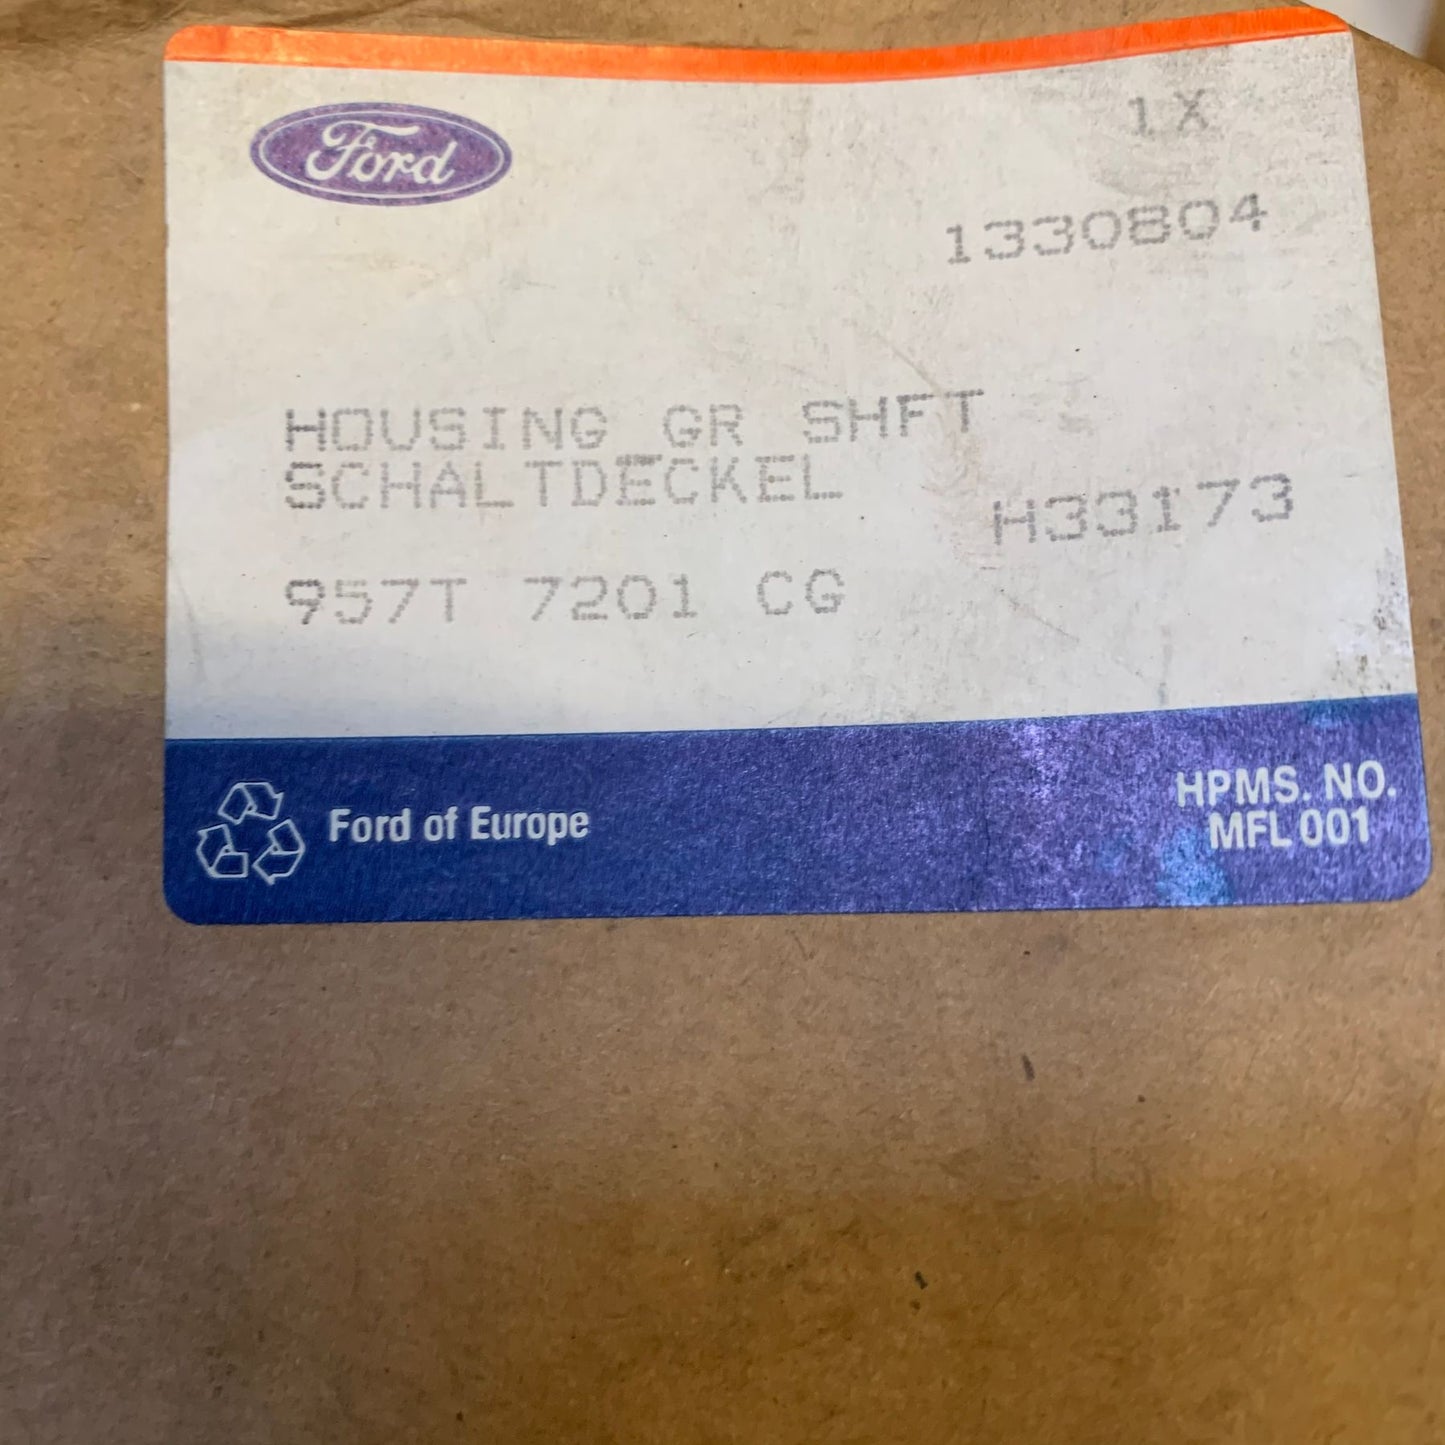 Ford
1X
1330804
HOUSING GR SHFT
SCHALTDECKEL
H33173
957T 7201 CG
Ford of Europe
HPMS. NO.
MFL 001